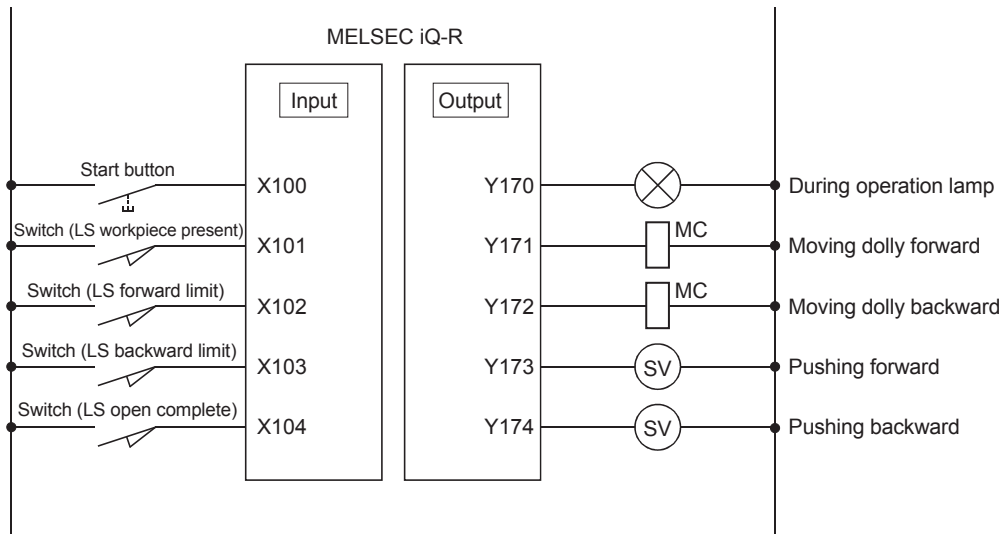 MELSEC iQ-R
Input
Output
Start button
X100
Y170
During operation lamp
Switch (LS workpiece present)
X101
Y171
MC
Moving dolly forward
Switch (LS forward limit)
X102
Y172
MC
Moving dolly backward
Switch (LS backward limit)
X103
Y173
SV
Pushing forward
Switch (LS open complete)
X104
Y174
SV
Pushing backward